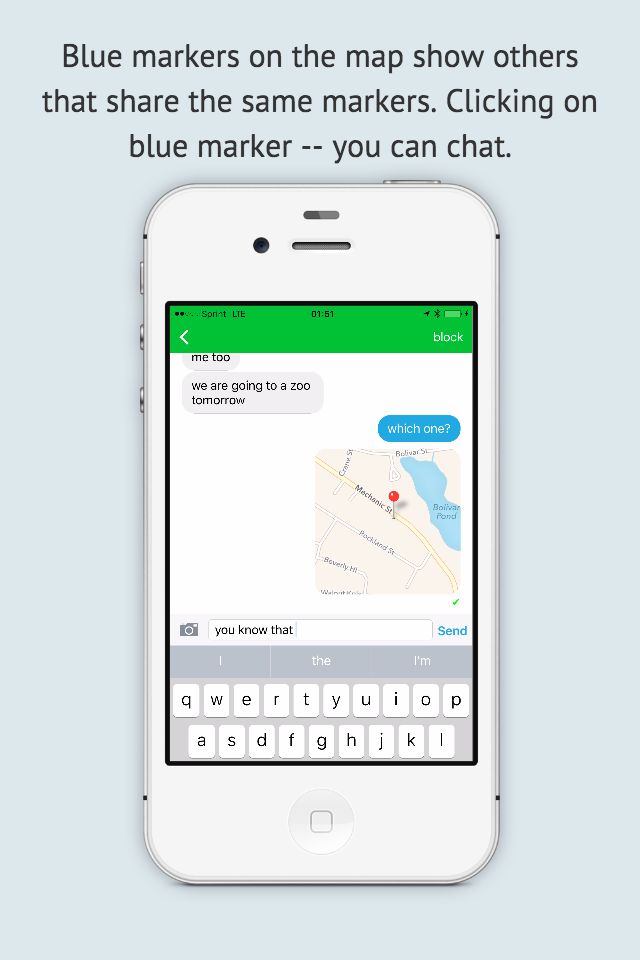 Blue markers on the map show others
that share the same markers. Clicking on
blue marker -- you can chat.
Sprint LTE 01:51
block
me too
we are going to a zoo
tomorrow
which one?
Bolivar St
Crane St
Mechanic St
Bolivar
Pond
Rockland St
Beverly Hl
you know that
Send
I the I'm
q w e r t y u i o p
a s d f g h j k l